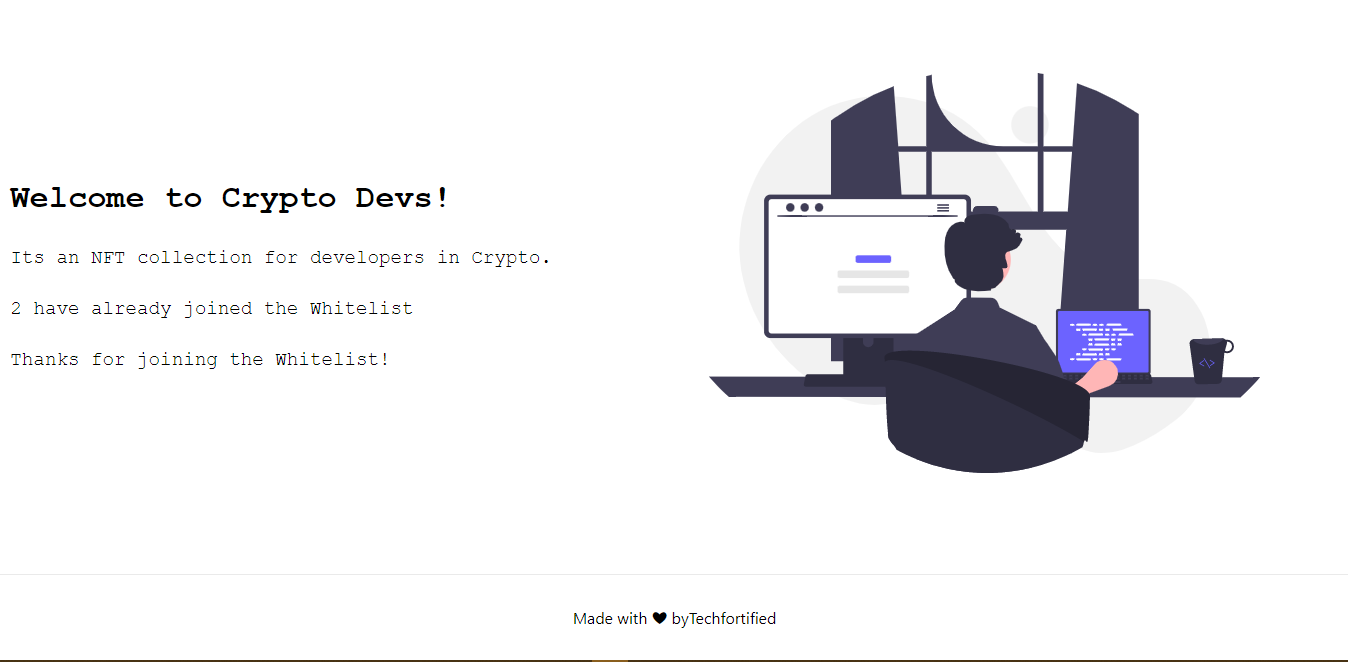 Welcome to Crypto Devs!
Its an NFT collection for developers in Crypto.
2 have already joined the Whitelist
Thanks for joining the Whitelist!
</>
Made with ❤ byTechfortified